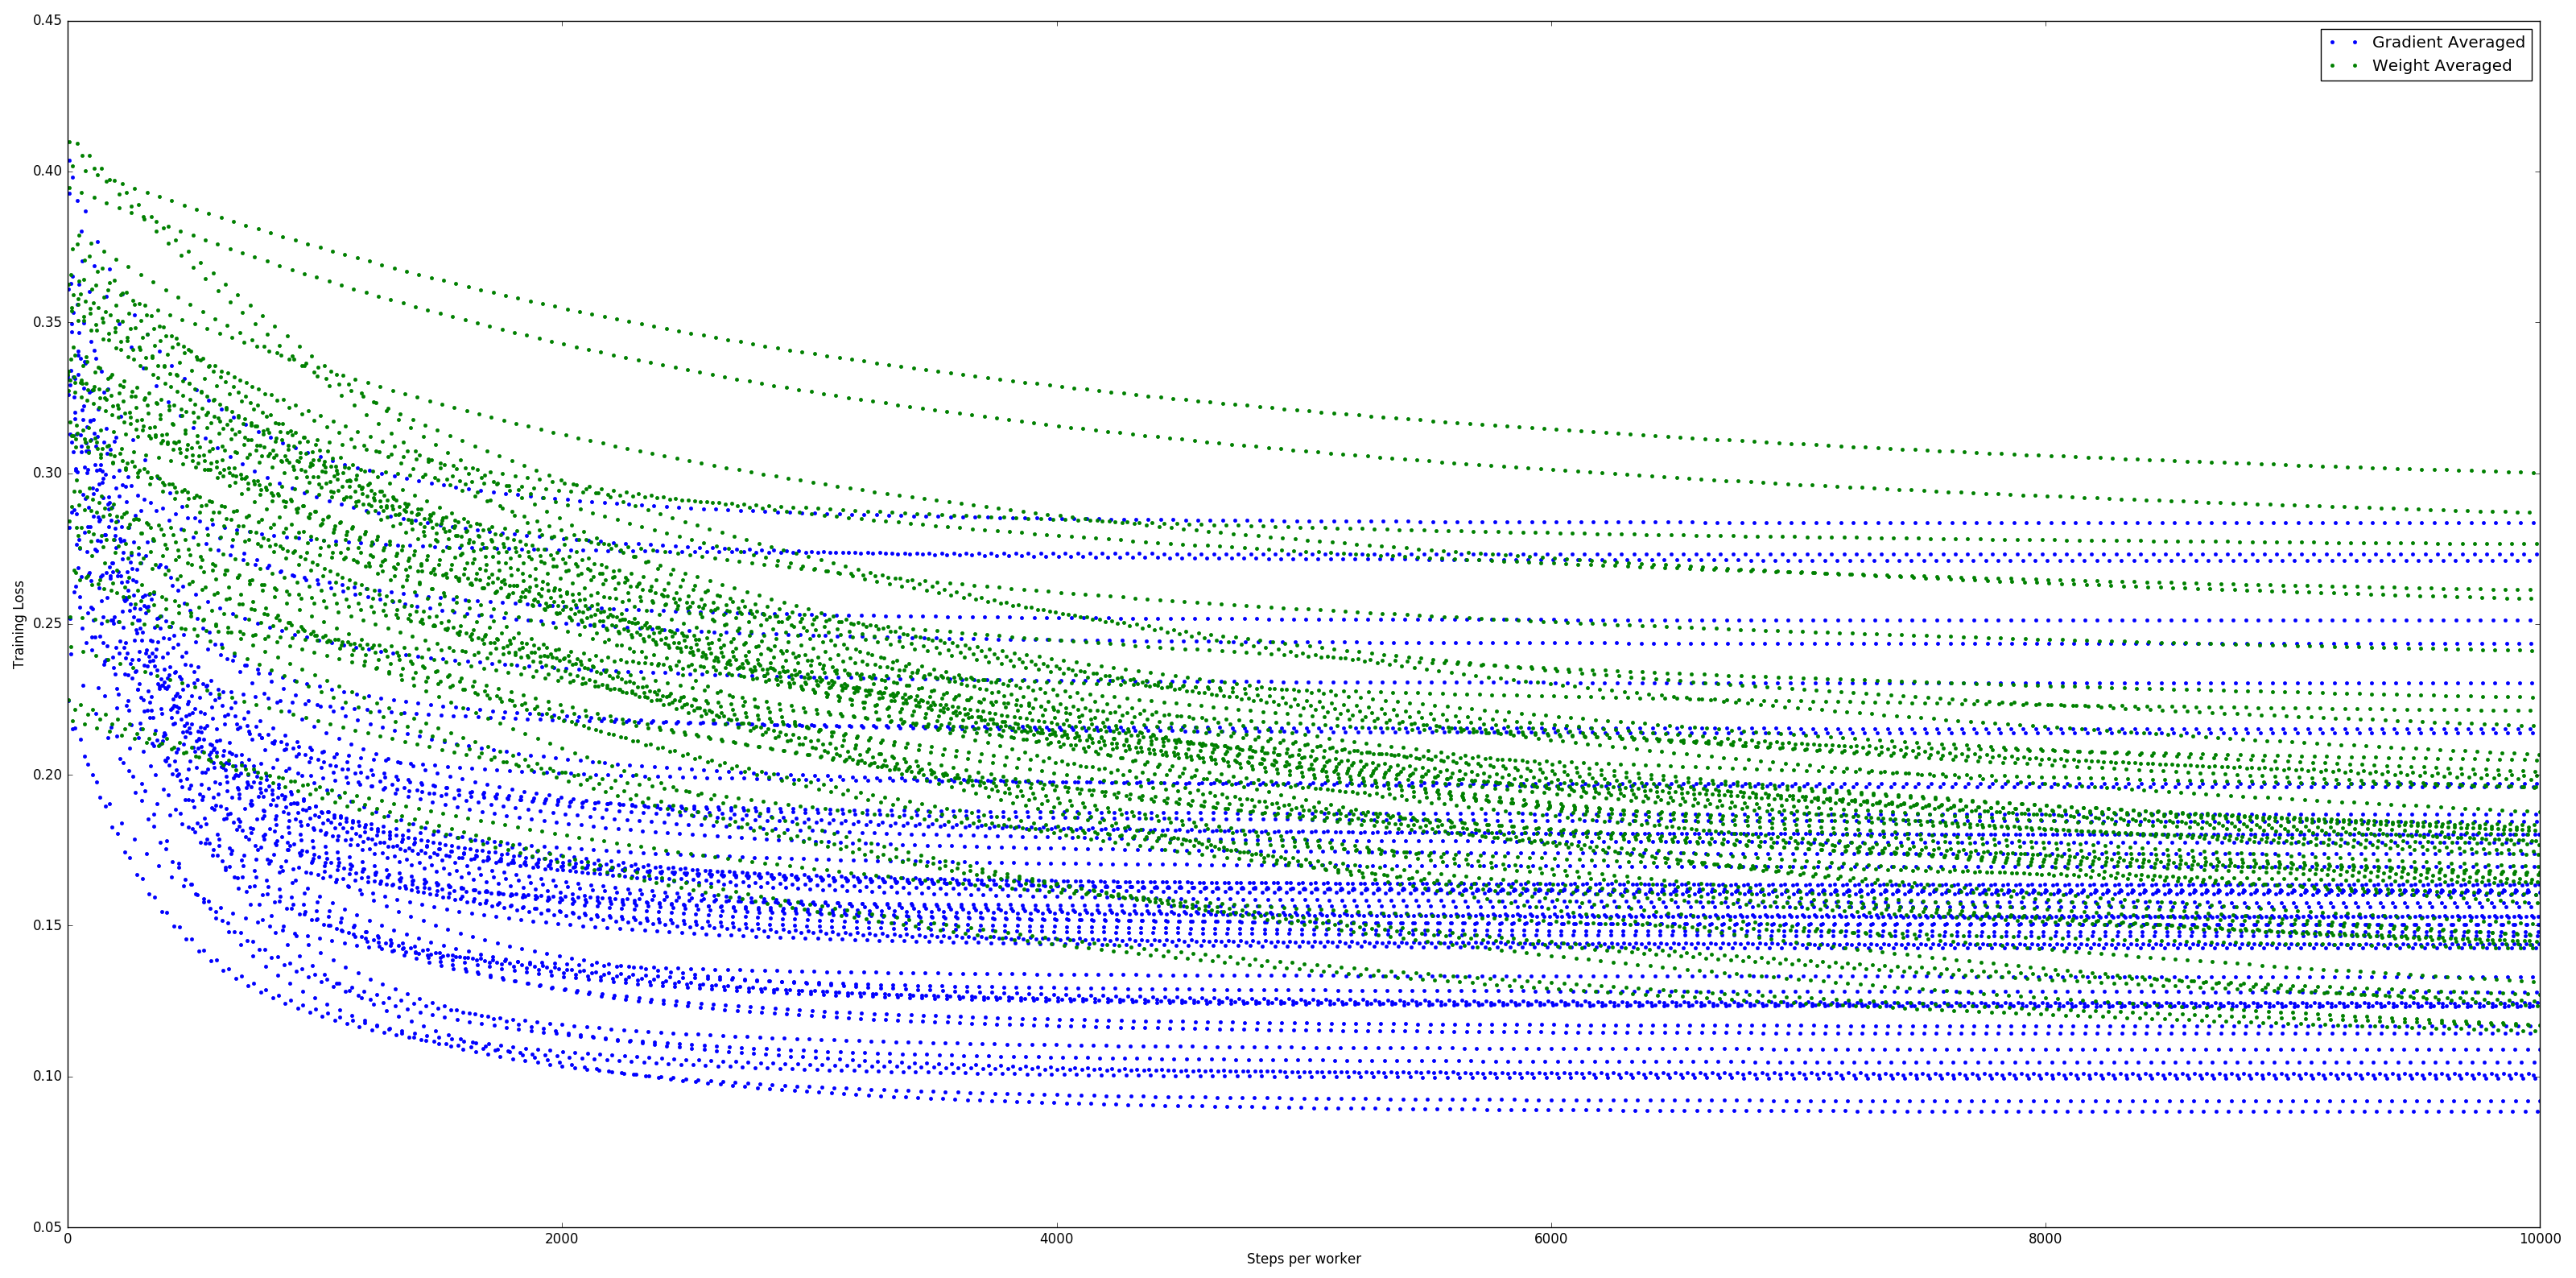 0.45
0.40
0.35
0.30
0.25
0.20
0.15
0.10
0.05
Training Loss
0 2000 4000 6000 8000 10000
Steps per worker
Gradient Averaged
Weight Averaged